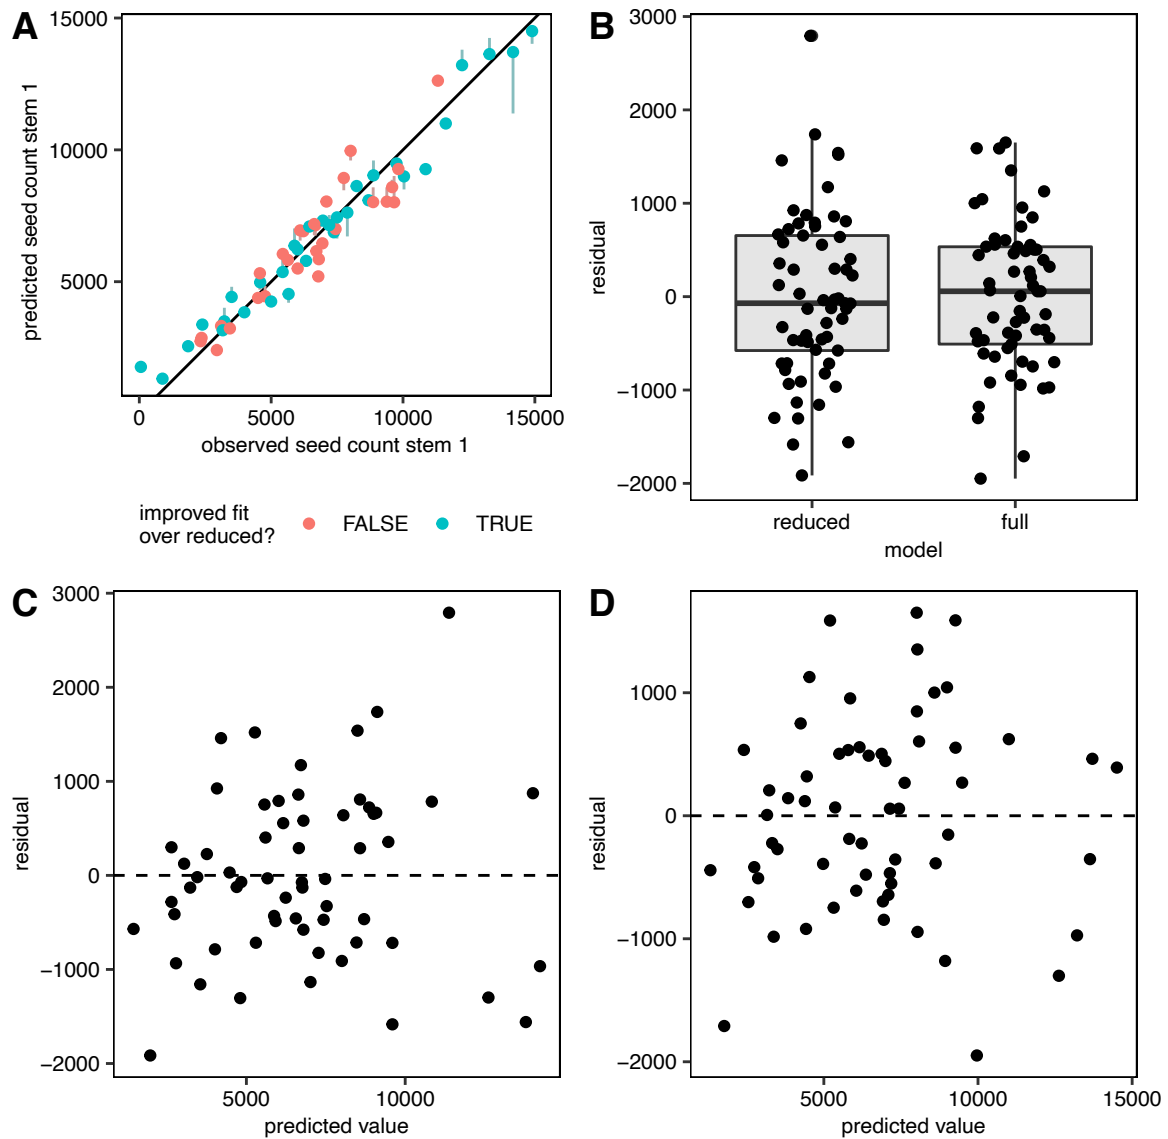 A
15000
10000
5000
predicted seed count stem 1
0
5000
10000
15000
observed seed count stem 1
improved fit
over reduced?
FALSE
TRUE
B
3000
2000
1000
0
−1000
−2000
residual
reduced
full
model
C
3000
2000
1000
0
−1000
−2000
residual
5000
10000
predicted value
D
1000
0
−1000
−2000
residual
5000
10000
15000
predicted value